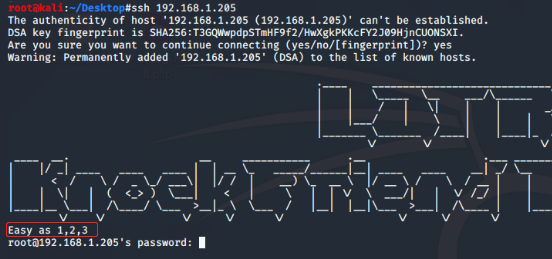 root@kali:~/Desktop#ssh 192.168.1.205
The authenticity of host '192.168.1.205 (192.168.1.205)' can't be established.
DSA key fingerprint is SHA256:T3GQWwpdpSTmHF9f2/HwXgkPKKcFY2J09HjnCUONSXI.
Are you sure you want to continue connecting (yes/no/[fingerprint])? yes
Warning: Permanently added '192.168.1.205' (DSA) to the list of known hosts.
Easy as 1,2,3
root@192.168.1.205's password: